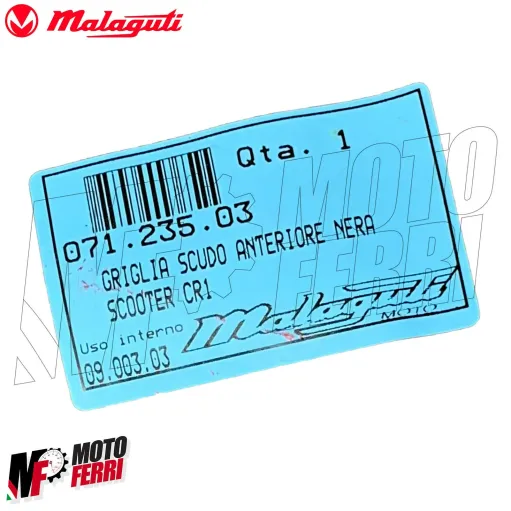 Malaguti
Qta. 1
071.235.03
GRIGLIA SCUDO ANTERIORE NERA
SCOOTER CR1
Uso interno
09.003.03
Malaguti
MOTO
MOTO
FERRI
MF MOTO
FERRI